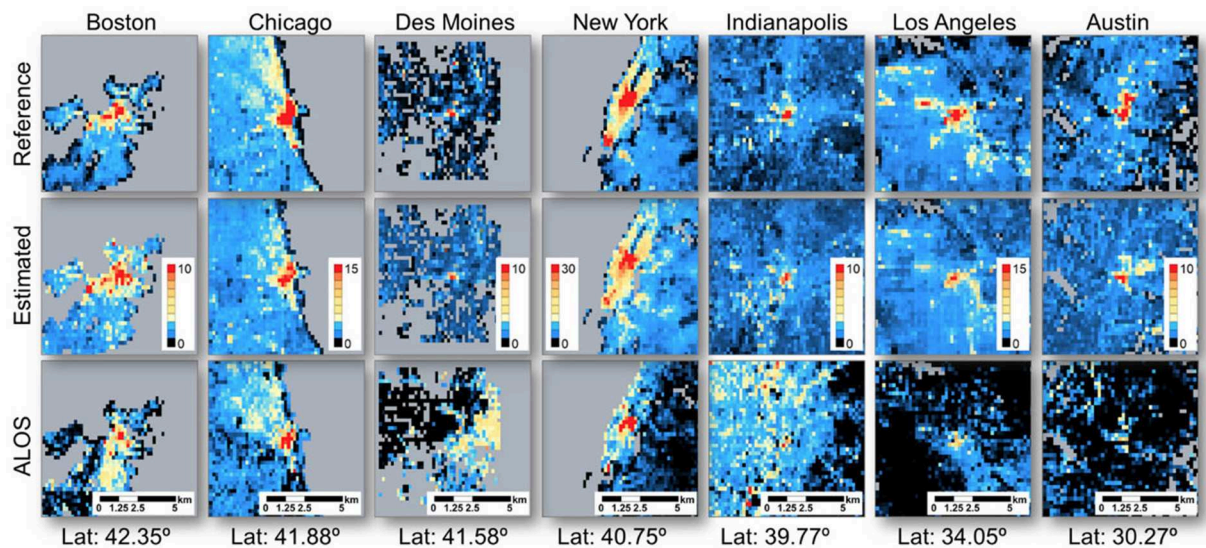 Boston Chicago Des Moines New York Indianapolis Los Angeles Austin
Reference
Estimated
10 15 10 30 10 15 10
0 0 0 0 0 0 0
ALOS
km km km km km km km
0 1.25 2.5 5 0 1.25 2.5 5 0 1.25 2.5 5 0 1.25 2.5 5 0 1.25 2.5 5 0 1.25 2.5 5 0 1.25 2.5 5
Lat: 42.35º Lat: 41.88º Lat: 41.58º Lat: 40.75º Lat: 39.77º Lat: 34.05º Lat: 30.27º